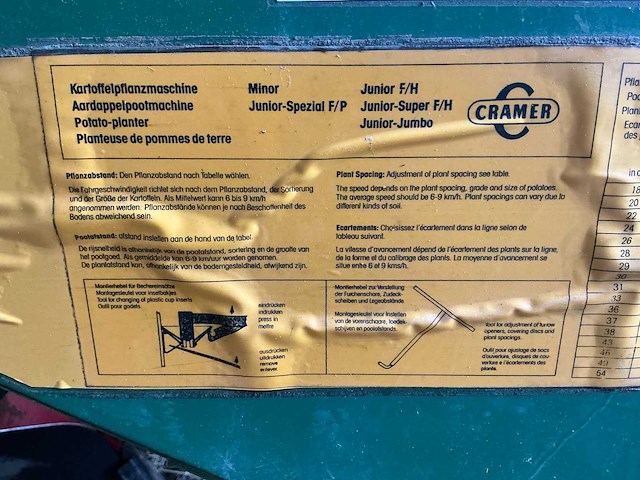 Kartoffelpflanzmaschine
Aardappelpootmachine
Potato-planter
Planteuse de pommes de terre
Minor
Junior-Spezial F/P
Junior F/H
Junior-Super F/H
Junior-Jumbo
CRAMER
Pflanzabstand: Den Pflanzabstand nach Tabelle wählen.
Die Fahrgeschwindigkeit richtet sich nach dem Pflanzabstand, der Sortierung
und der Größe der Kartoffeln. Als Mittelwert kann 6 bis 9 km/h
angenommen werden. Pflanzabstände können je nach Beschaffenheit des
Bodens abweichend sein.
Pootafstand: afstand instellen aan de hand van de tabel
De rijsnelheid is afhankelijk van de pootafstand, sortering en de grootte van
het pootgoed. Als gemiddelde kan 6-9 km/uur worden genomen.
De plantafstand kan, afhankelijk van de bodemgesteldheid, afwijkend zijn.
Plant Spacing: Adjustment of plant spacing see table.
The speed depends on the plant spacing, grade and size of potatoes.
The average speed should be 6-9 km/h. Plant spacings can vary due to
different kinds of soil.
Ecartements: Choisissez l'écartement dans la ligne selon de
tableau suivant.
La vitesse d'avancement dépend de l'écartement des plants sur la ligne,
de la forme et du calibrage des plants. La moyenne d'avancement se
situe enhe 6 et 9 kms/h.
Montierhebel für Bechereinsätze
Montagesleutel voor insetbakjes
Tool for changing of plastic cup inserts
Outil pour godets.
eindrücken
indrukken
press in
mettre
ausdrücken
uitdrukken
remove
enlever
Montierhebel zur Verstellung
der Furchenschare, Zudeck-
scheiben und Legeabstände.
Montagesleutel voor instellen
van de vorenschaare, toedek-
schijven en pootafstands.
Tool for adjustment of furrow
openers, covering discs and
plant spacings.
Outil pour ajustage de socs
d'ouverture, disques de cou-
verture et l'écartements des
plants.
Pflan
Poo
Plant
Ecar
des p
in c
18
20
22
24
26
28
29
30
31
33
36
37
38
43
46
49
54